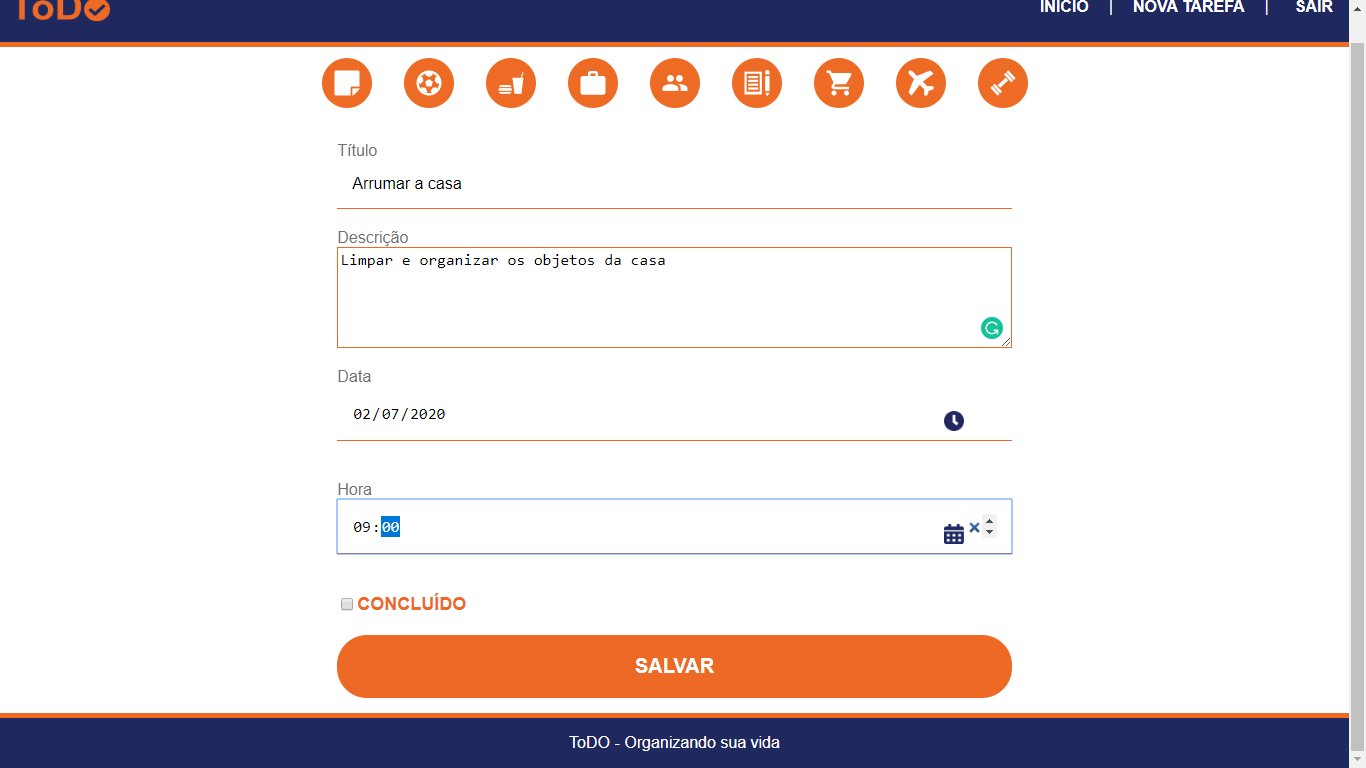 ToDO
INÍCIO | NOVA TAREFA | SAIR
Título
Arrumar a casa
Descrição
Limpar e organizar os objetos da casa
Data
02/07/2020
Hora
09:00
CONCLUÍDO
SALVAR
ToDO - Organizando sua vida